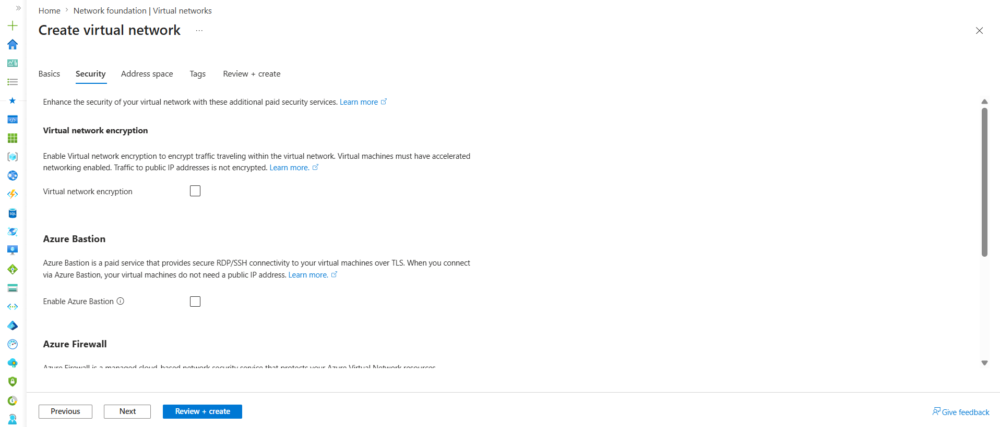 Home > Network foundation | Virtual networks
Create virtual network ...
Basics Security Address space Tags Review + create
Enhance the security of your virtual network with these additional paid security services. Learn more
Virtual network encryption
Enable Virtual network encryption to encrypt traffic traveling within the virtual network. Virtual machines must have accelerated
networking enabled. Traffic to public IP addresses is not encrypted. Learn more.
Virtual network encryption
Azure Bastion
Azure Bastion is a paid service that provides secure RDP/SSH connectivity to your virtual machines over TLS. When you connect
via Azure Bastion, your virtual machines do not need a public IP address. Learn more.
Enable Azure Bastion
Azure Firewall
Azure Firewall is a managed cloud-based network security service that protects your Azure Virtual Network resources.
Previous Next Review + create
Give feedback
SQL